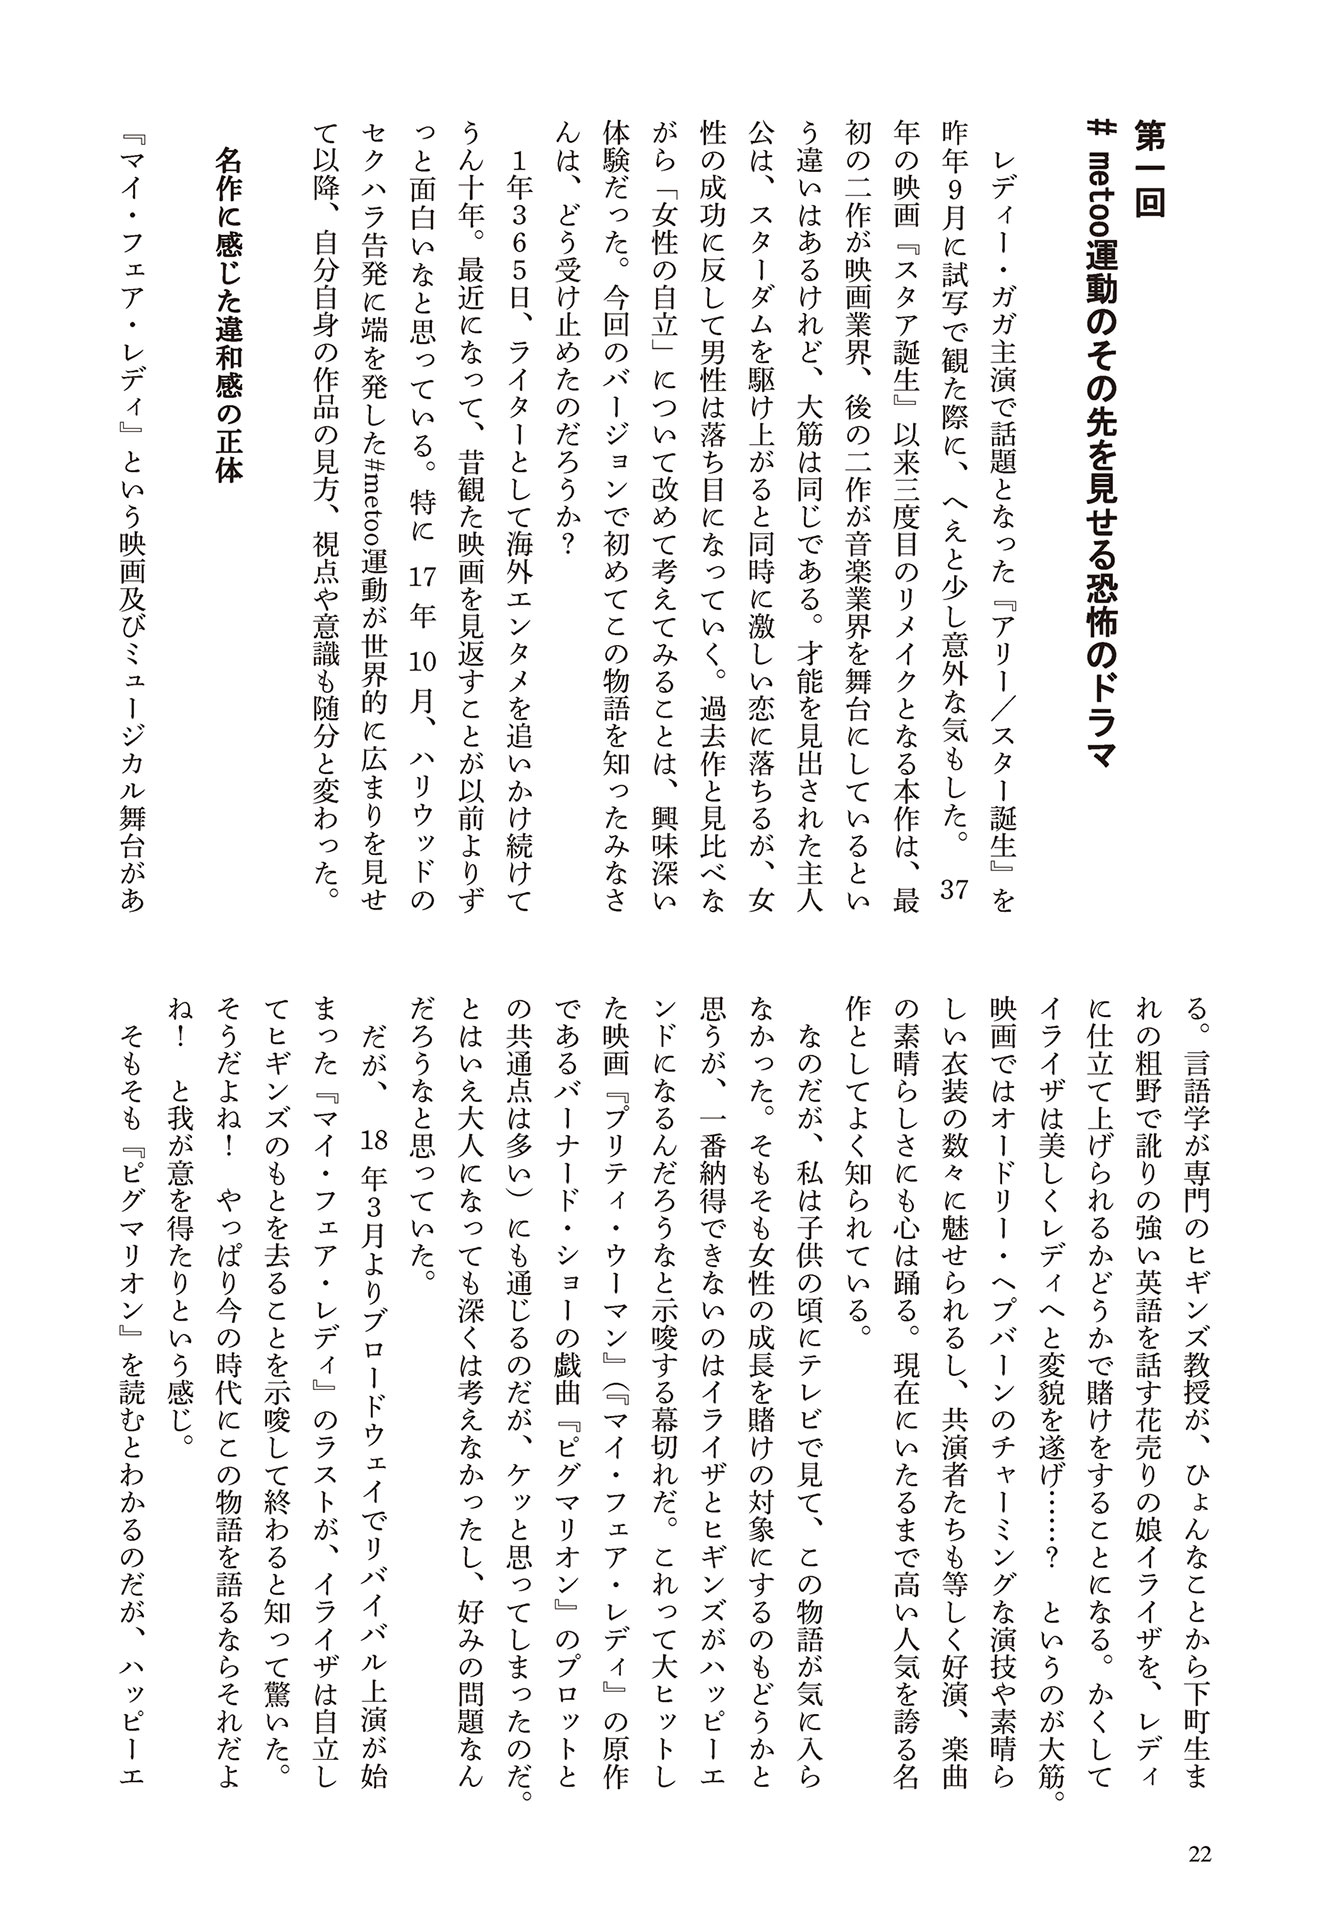 第一回
# metoo運動のその先を見せる恐怖のドラマ
レディー・ガガ主演で話題となった『アリー／スター誕生』を
昨年9月に試写で観た際に、へえと少し意外な気もした。37
年の映画『スタア誕生』以来三度目のリメイクとなる本作は、最
初の二作が映画業界、後の二作が音楽業界を舞台にしているとい
う違いはあるけれど、大筋は同じである。才能を見出された主人
公は、スターダムを駆け上がると同時に激しい恋に落ちるが、女
性の成功に反して男性は落ち目になっていく。過去作と見比べな
がら「女性の自立」について改めて考えてみることは、興味深い
体験だった。今回のバージョンで初めてこの物語を知ったみなさ
んは、どう受け止めたのだろうか？
1年365日、ライターとして海外エンタメを追いかけ続けて
うん十年。最近になって、昔観た映画を見返すことが以前よりず
っと面白いなと思っている。特に17年10月、ハリウッドの
セクハラ告発に端を発した#metoo運動が世界的に広まりを見せ
て以降、自分自身の作品の見方、視点や意識も随分と変わった。
名作に感じた違和感の正体
『マイ・フェア・レディ』という映画及びミュージカル舞台があ
る。言語学が専門のヒギンズ教授が、ひょんなことから下町生ま
れの粗野で訛りの強い英語を話す花売りの娘イライザを、レディ
に仕立て上げられるかどうかで賭けをすることになる。かくして
イライザは美しくレディへと変貌を遂げ……？　というのが大筋。
映画ではオードリー・ヘプバーンのチャーミングな演技や素晴ら
しい衣装の数々に魅せられるし、共演者たちも等しく好演、楽曲
の素晴らしさにも心は踊る。現在にいたるまで高い人気を誇る名
作としてよく知られている。
なのだが、私は子供の頃にテレビで見て、この物語が気に入ら
なかった。そもそも女性の成長を賭けの対象にするのもどうかと
思うが、一番納得できないのはイライザとヒギンズがハッピーエ
ンドになるんだろうなと示唆する幕切れだ。これって大ヒットし
た映画『プリティ・ウーマン』（『マイ・フェア・レディ』の原作
であるバーナード・ショーの戯曲『ピグマリオン』のプロットと
の共通点は多い）にも通じるのだが、ケッと思ってしまったのだ。
とはいえ大人になっても深くは考えなかったし、好みの問題なん
だろうなと思っていた。
だが、18年3月よりブロードウェイでリバイバル上演が始
まった『マイ・フェア・レディ』のラストが、イライザは自立し
てヒギンズのもとを去ることを示唆して終わると知って驚いた。
そうだよね！　やっぱり今の時代にこの物語を語るならそれだよ
ね！　と我が意を得たりという感じ。
そもそも『ピグマリオン』を読むとわかるのだが、ハッピーエ
22